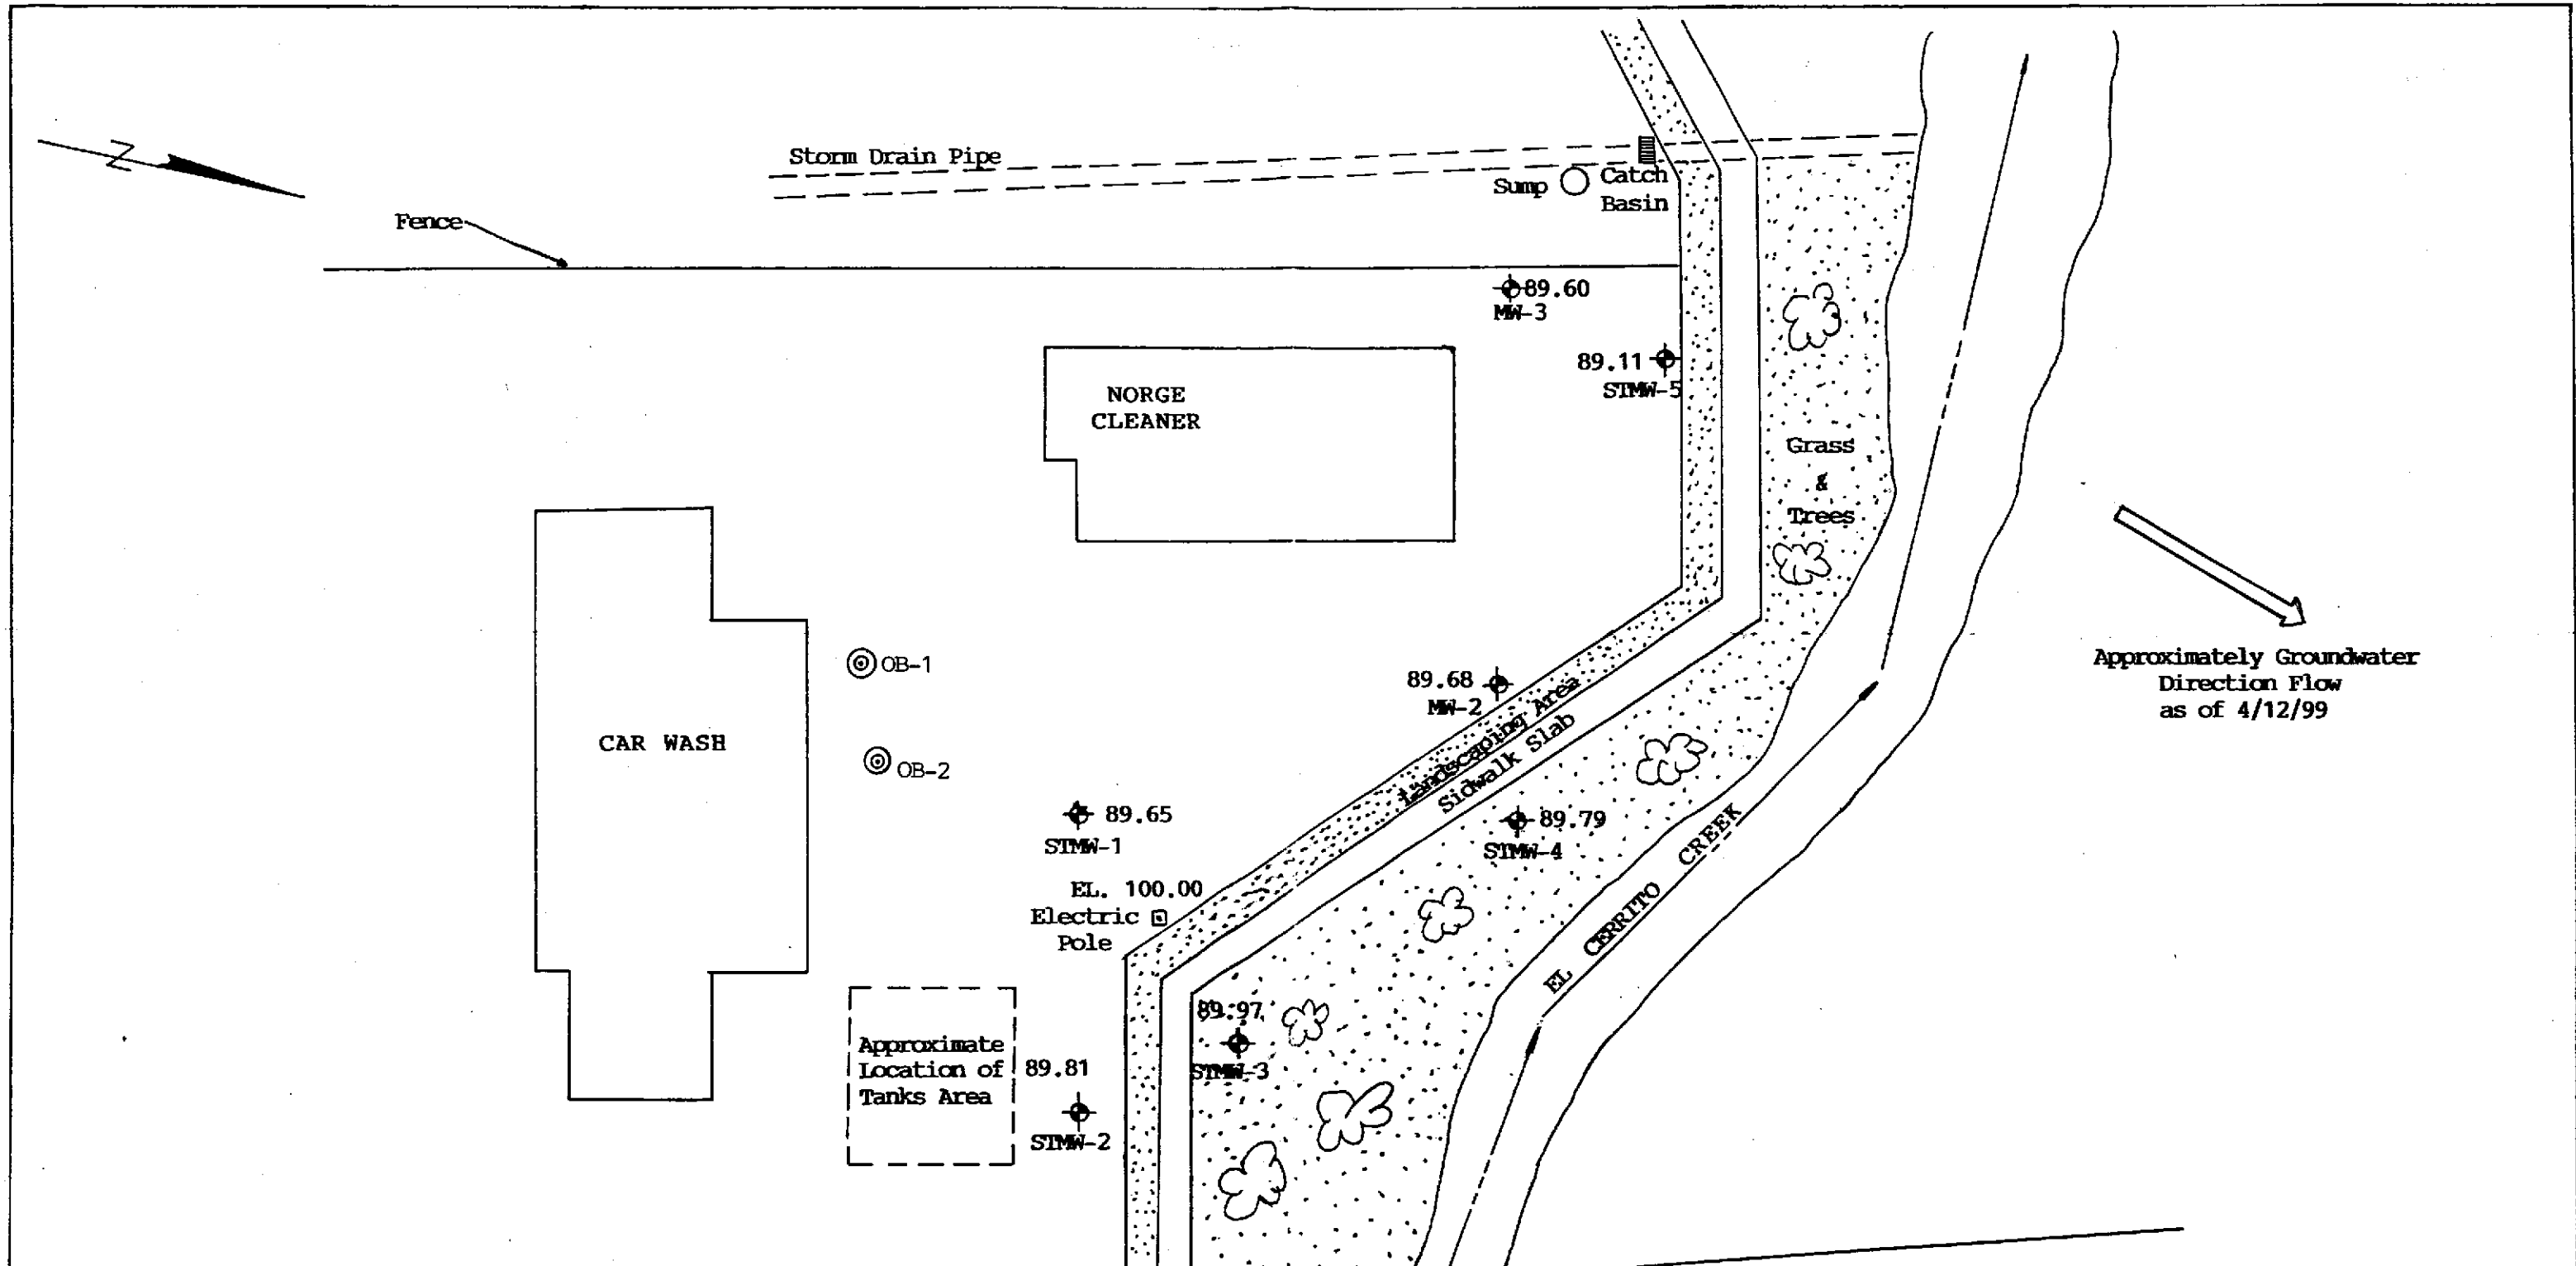 N
Storm Drain Pipe
Sump
Catch
Basin
Fence
89.60
MW-3
89.11
STMW-5
NORGE
CLEANER
Grass
&
Trees
OB-1
Approximately Groundwater
Direction Flow
as of 4/12/99
89.68
MW-2
Landscaping Area
Sidwalk Slab
CAR WASH
OB-2
89.65
STMW-1
89.79
STMW-4
EL CERRITO CREEK
EL. 100.00
Electric
Pole
89.97
STMW-3
Approximate
Location of
Tanks Area
89.81
STMW-2